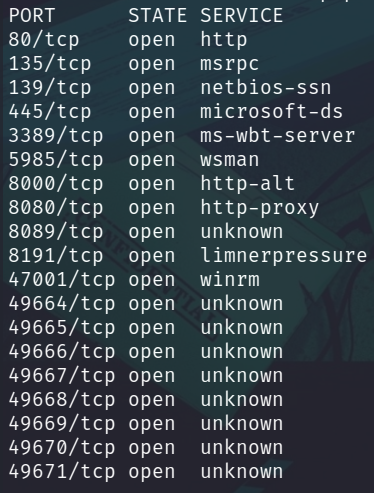 PORT      STATE SERVICE
80/tcp    open  http
135/tcp   open  msrpc
139/tcp   open  netbios-ssn
445/tcp   open  microsoft-ds
3389/tcp  open  ms-wbt-server
5985/tcp  open  wsman
8000/tcp  open  http-alt
8080/tcp  open  http-proxy
8089/tcp  open  unknown
8191/tcp  open  limnerpressure
47001/tcp open  winrm
49664/tcp open  unknown
49665/tcp open  unknown
49666/tcp open  unknown
49667/tcp open  unknown
49668/tcp open  unknown
49669/tcp open  unknown
49670/tcp open  unknown
49671/tcp open  unknown